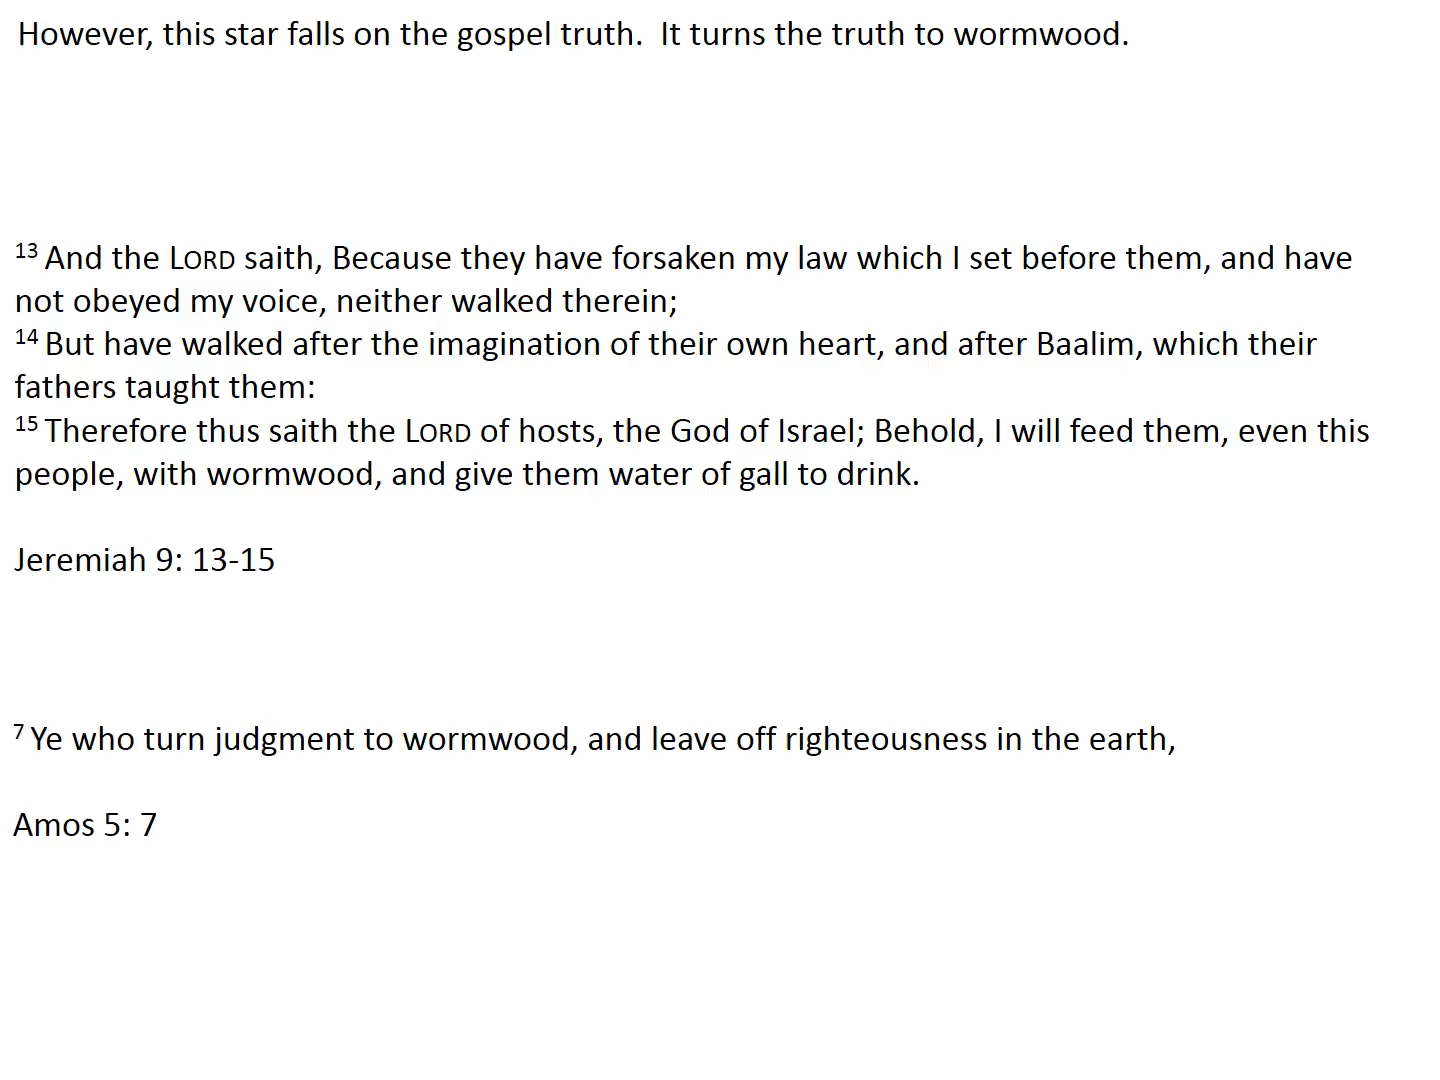 However, this star falls on the gospel truth.  It turns the truth to wormwood.
13 And the LORD saith, Because they have forsaken my law which I set before them, and have
not obeyed my voice, neither walked therein;
14 But have walked after the imagination of their own heart, and after Baalim, which their
fathers taught them:
15 Therefore thus saith the LORD of hosts, the God of Israel; Behold, I will feed them, even this
people, with wormwood, and give them water of gall to drink.
Jeremiah 9: 13-15
7 Ye who turn judgment to wormwood, and leave off righteousness in the earth,
Amos 5: 7